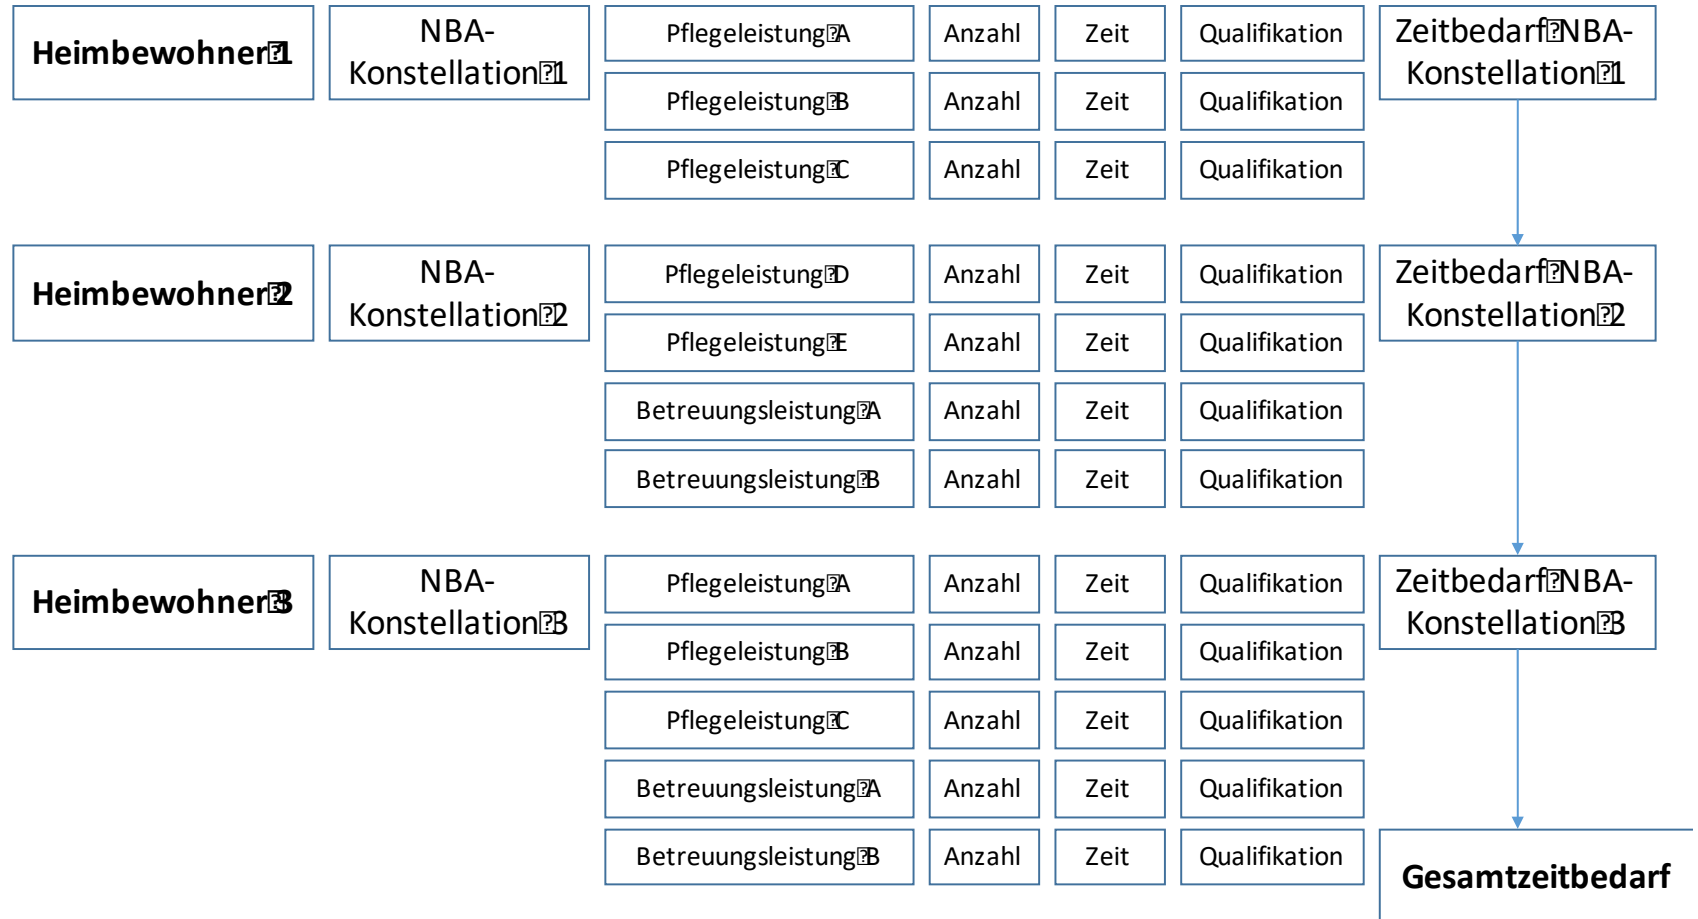 Heimbewohner 1
NBA-
Konstellation 1
Pflegeleistung A
Anzahl
Zeit
Qualifikation
Zeitbedarf NBA-
Konstellation 1
Pflegeleistung B
Anzahl
Zeit
Qualifikation
Pflegeleistung C
Anzahl
Zeit
Qualifikation
Heimbewohner 2
NBA-
Konstellation 2
Pflegeleistung D
Anzahl
Zeit
Qualifikation
Zeitbedarf NBA-
Konstellation 2
Pflegeleistung E
Anzahl
Zeit
Qualifikation
Betreuungsleistung A
Anzahl
Zeit
Qualifikation
Betreuungsleistung B
Anzahl
Zeit
Qualifikation
Heimbewohner 3
NBA-
Konstellation 3
Pflegeleistung A
Anzahl
Zeit
Qualifikation
Zeitbedarf NBA-
Konstellation 3
Pflegeleistung B
Anzahl
Zeit
Qualifikation
Pflegeleistung C
Anzahl
Zeit
Qualifikation
Betreuungsleistung A
Anzahl
Zeit
Qualifikation
Betreuungsleistung B
Anzahl
Zeit
Qualifikation
Gesamtzeitbedarf